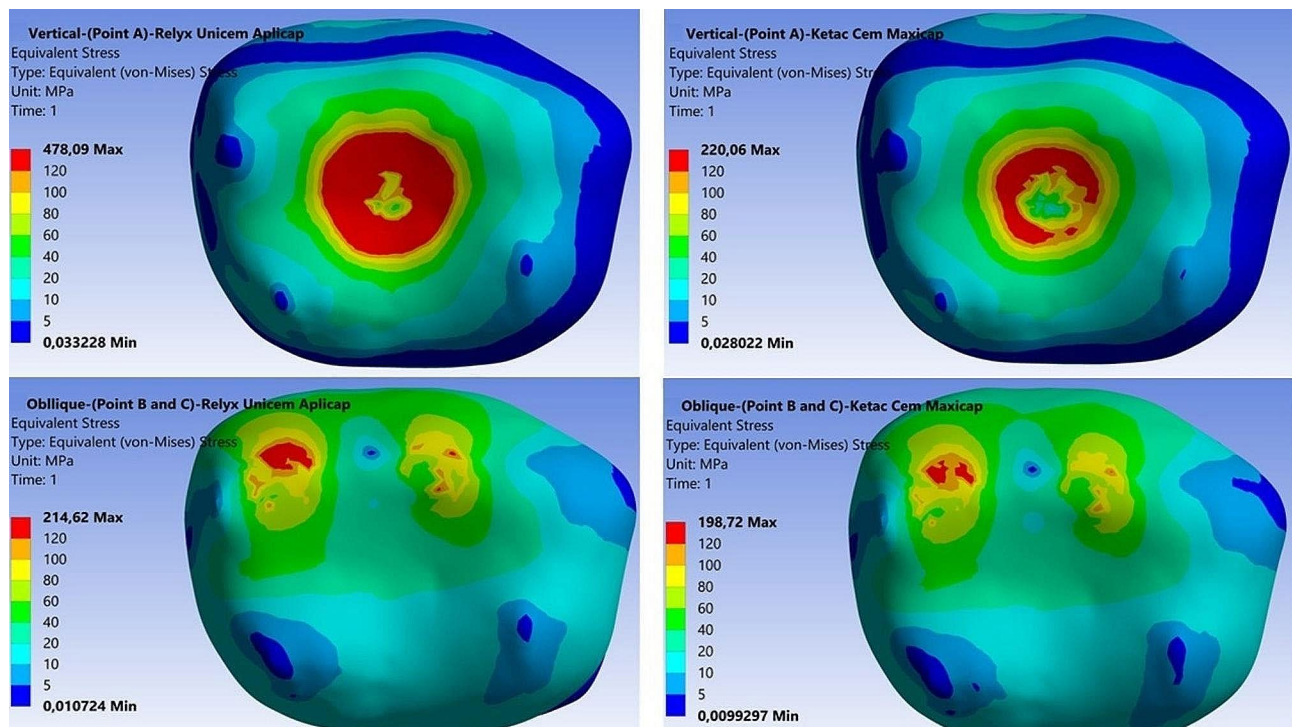 Vertical-(Point A)-Relyx Unicem Aplicap
Equivalent Stress
Type: Equivalent (von-Mises) Stress
Unit: MPa
Time: 1
478,09 Max
120
100
80
60
40
20
10
5
0,033228 Min
Vertical-(Point A)-Ketac Cem Maxicap
Equivalent Stress
Type: Equivalent (von-Mises) Str
Unit: MPa
Time: 1
220,06 Max
120
100
80
60
40
20
10
5
0,028022 Min
Obllique-(Point B and C)-Relyx Unicem Aplicap
Equivalent Stress
Type: Equivalent (von-Mises) Stress
Unit: MPa
Time: 1
214,62 Max
120
100
80
60
40
20
10
5
0,010724 Min
Oblique-(Point B and C)-Ketac Cem Maxicap
Equivalent Stress
Type: Equivalent (von-Mises) Stress
Unit: MPa
Time: 1
198,72 Max
120
100
80
60
40
20
10
5
0,0099297 Min